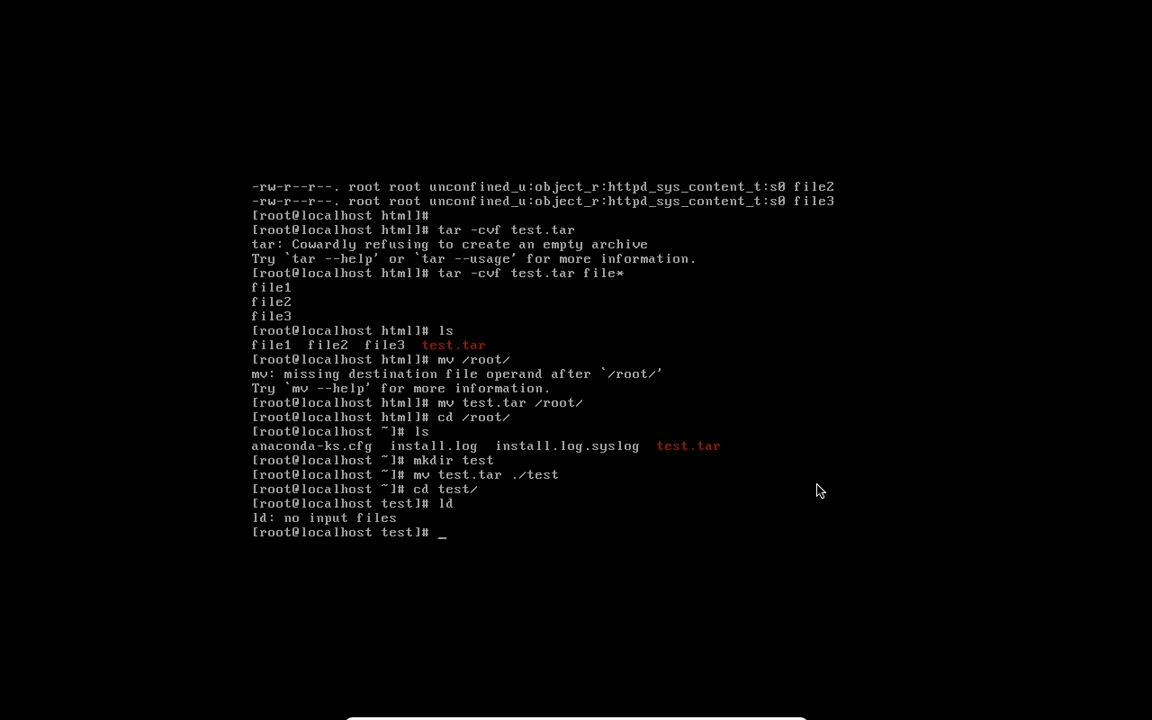 -rw-r--r--. root root unconfined_u:object_r:httpd_sys_content_t:s0 file2
-rw-r--r--. root root unconfined_u:object_r:httpd_sys_content_t:s0 file3
[root@localhost html]#
[root@localhost html]# tar -cvf test.tar
tar: Cowardly refusing to create an empty archive
Try `tar --help' or `tar --usage' for more information.
[root@localhost html]# tar -cvf test.tar file*
file1
file2
file3
[root@localhost html]# ls
file1  file2  file3  test.tar
[root@localhost html]# mv /root/
mv: missing destination file operand after `/root/'
Try `mv --help' for more information.
[root@localhost html]# mv test.tar /root/
[root@localhost html]# cd /root/
[root@localhost ~]# ls
anaconda-ks.cfg  install.log  install.log.syslog  test.tar
[root@localhost ~]# mkdir test
[root@localhost ~]# mv test.tar ./test
[root@localhost ~]# cd test/
[root@localhost test]# ld
ld: no input files
[root@localhost test]# _